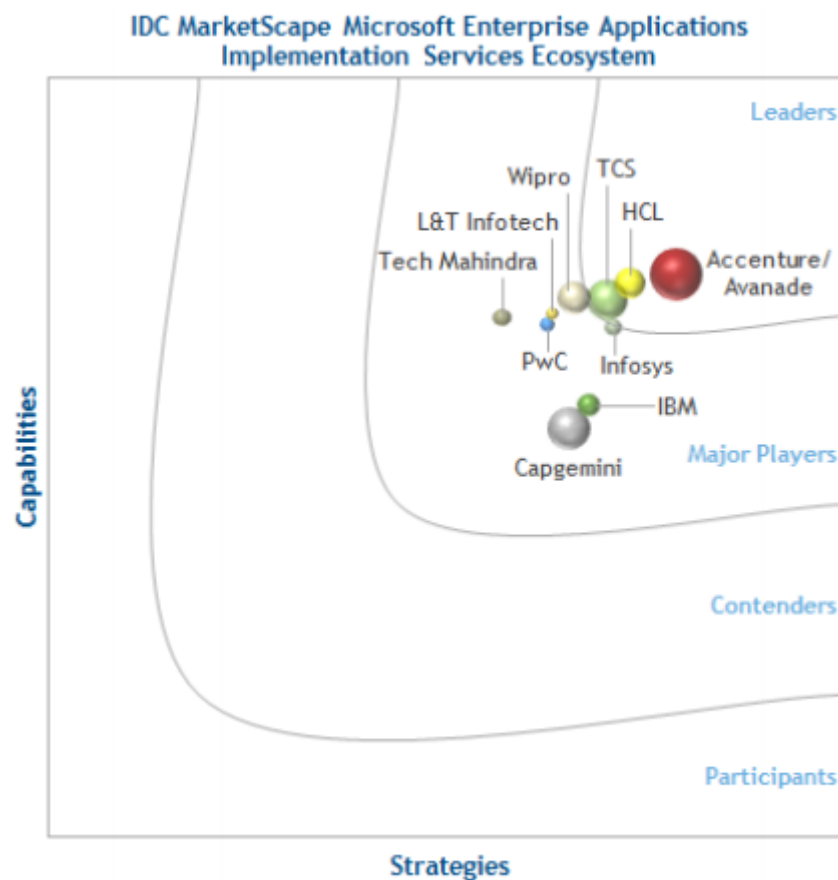 IDC MarketScape Microsoft Enterprise Applications
Implementation Services Ecosystem
Leaders
TCS
Wipro
HCL
L&T Infotech
Tech Mahindra
Accenture/
Avanade
PwC
Infosys
IBM
Major Players
Capgemini
Capabilities
Contenders
Participants
Strategies